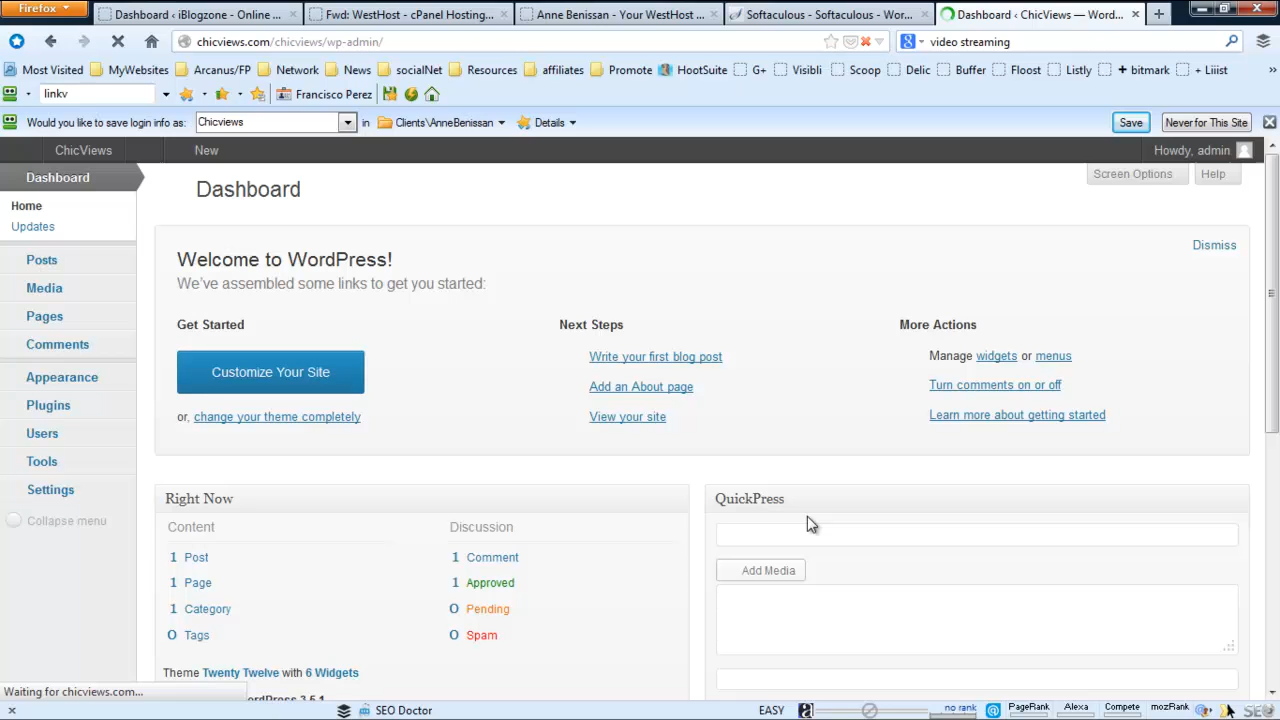 Firefox
Dashboard ‹ iBlogzone - Online ...
Fwd: WestHost - cPanel Hosting...
Anne Benissan - Your WestHost ...
Softaculous - Softaculous - Wor...
Dashboard ‹ ChicViews — Word...
chicviews.com/chicviews/wp-admin/
video streaming
Most Visited MyWebsites Arcanus/FP Network News socialNet Resources affiliates Promote HootSuite G+ Visibli Scoop Delic Buffer Floost Listly + bitmark + Liiist
linkv Francisco Perez
Would you like to save login info as: Chicviews in Clients\AnneBenissan Details Save Never for This Site
ChicViews New Howdy, admin
Dashboard
Home
Updates
Posts
Media
Pages
Comments
Appearance
Plugins
Users
Tools
Settings
Collapse menu
Screen Options Help
Dashboard
Dismiss
Welcome to WordPress!
We've assembled some links to get you started:
Get Started
Customize Your Site
or, change your theme completely
Next Steps
Write your first blog post
Add an About page
View your site
More Actions
Manage widgets or menus
Turn comments on or off
Learn more about getting started
Right Now
Content
1 Post
1 Page
1 Category
0 Tags
Discussion
1 Comment
1 Approved
0 Pending
0 Spam
Theme Twenty Twelve with 6 Widgets
QuickPress
Add Media
Waiting for chicviews.com...
SEO Doctor
EASY
no rank
PageRank
Alexa
Compete
mozRank